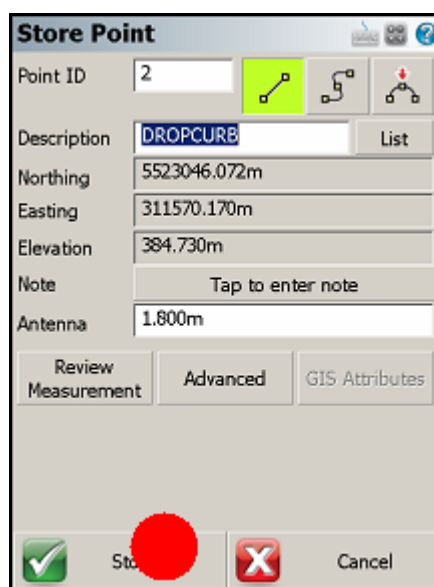 Store Point
Point ID 2
Description DROPCURB List
Northing 5523046.072m
Easting 311570.170m
Elevation 384.730m
Note Tap to enter note
Antenna 1.800m
Review Measurement Advanced GIS Attributes
Cancel